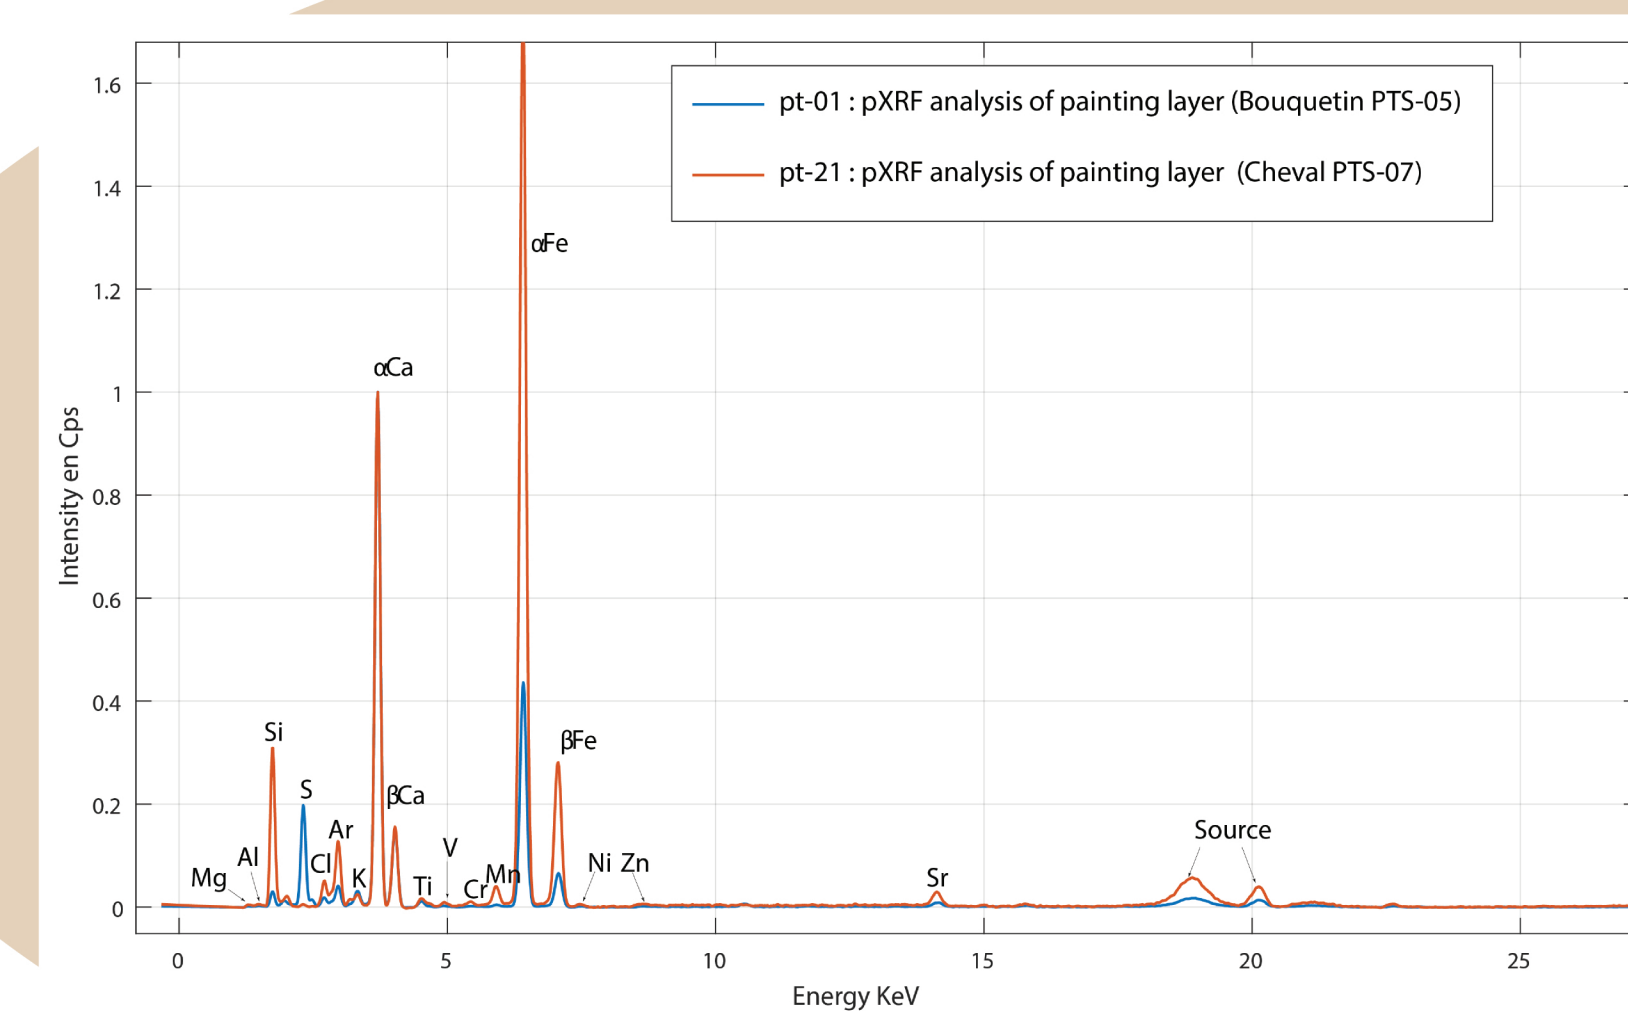 pt-01 : pXRF analysis of painting layer (Bouquetin PTS-05)
pt-21 : pXRF analysis of painting layer (Cheval PTS-07)
1.6
1.4
1.2
1
0.8
0.6
0.4
0.2
0
Intensity en Cps
αFe
αCa
Si
βFe
S
βCa
Ar
Source
V
Al
Cl
Ni Zn
Mg
K
Mn
Sr
Ti
Cr
0 5 10 15 20 25
Energy KeV